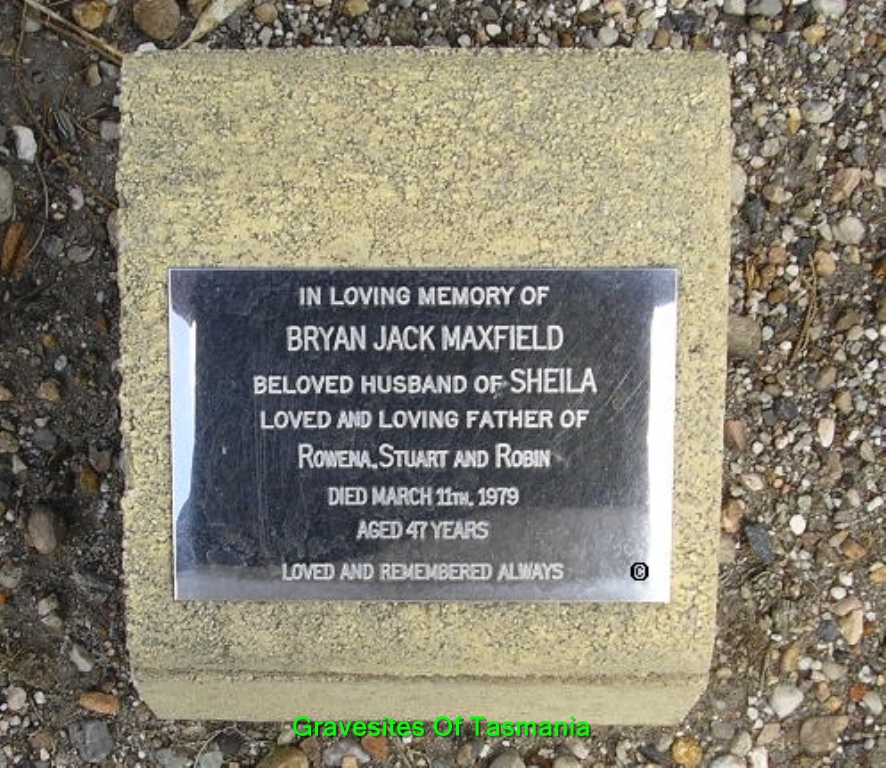 IN LOVING MEMORY OF
BRYAN JACK MAXFIELD
BELOVED HUSBAND OF SHEILA
LOVED AND LOVING FATHER OF
ROWENA, STUART AND ROBIN
DIED MARCH 11TH, 1979
AGED 47 YEARS
LOVED AND REMEMBERED ALWAYS
©
Gravesites Of Tasmania